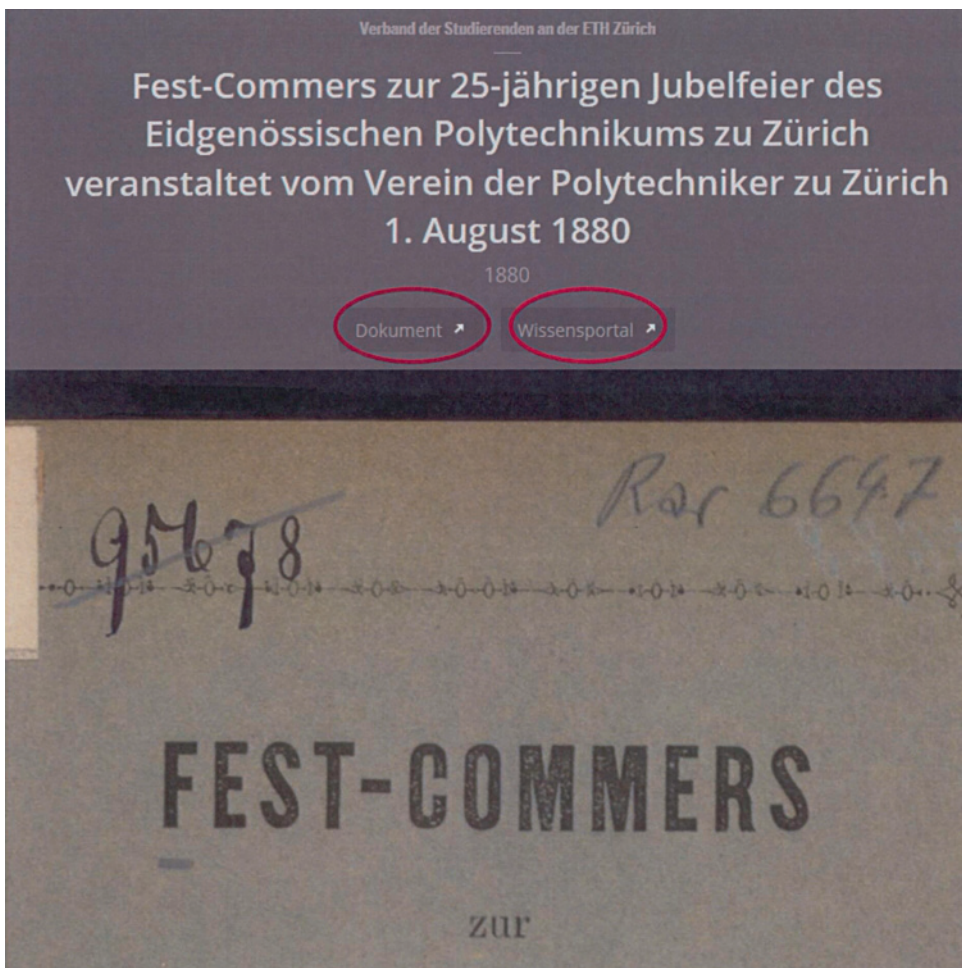 Verband der Studierenden an der ETH Zürich
Fest-Commers zur 25-jährigen Jubelfeier des
Eidgenössischen Polytechnikums zu Zürich
veranstaltet vom Verein der Polytechniker zu Zürich
1. August 1880
1880
Dokument Wissensportal
Rar 6647
95678
FEST-COMMERS
zur